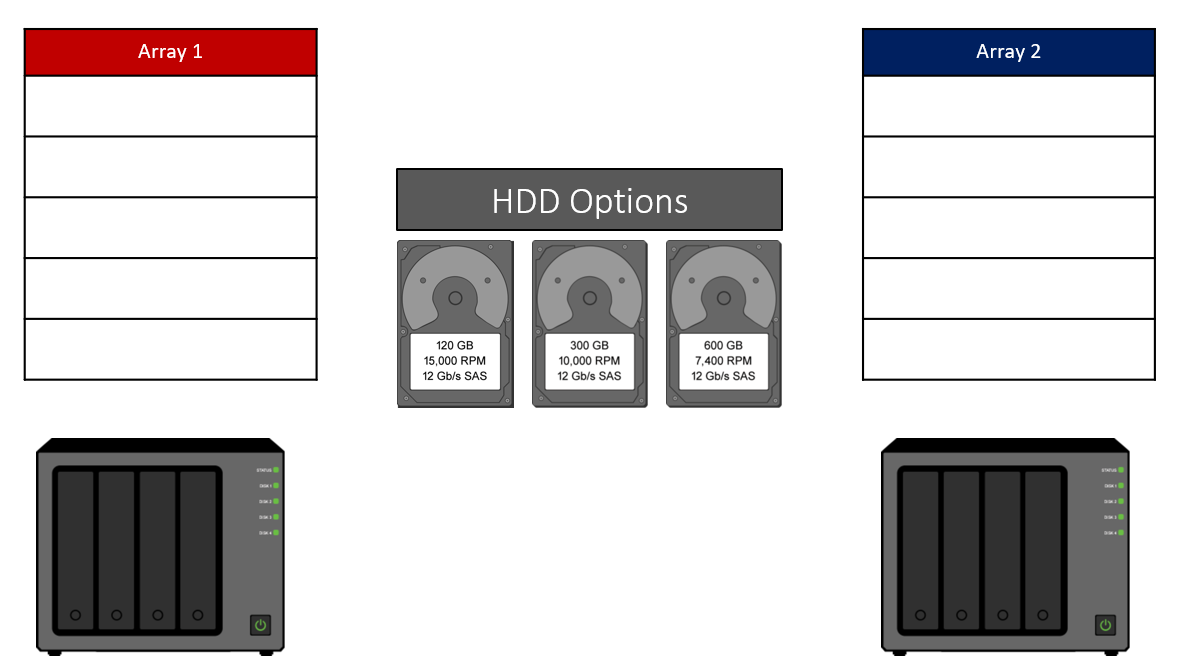 Array 1
Array 2
HDD Options
120 GB
15,000 RPM
12 Gb/s SAS
300 GB
10,000 RPM
12 Gb/s SAS
600 GB
7,400 RPM
12 Gb/s SAS
STATUS
DISK 1
DISK 2
DISK 3
DISK 4
STATUS
DISK 1
DISK 2
DISK 3
DISK 4